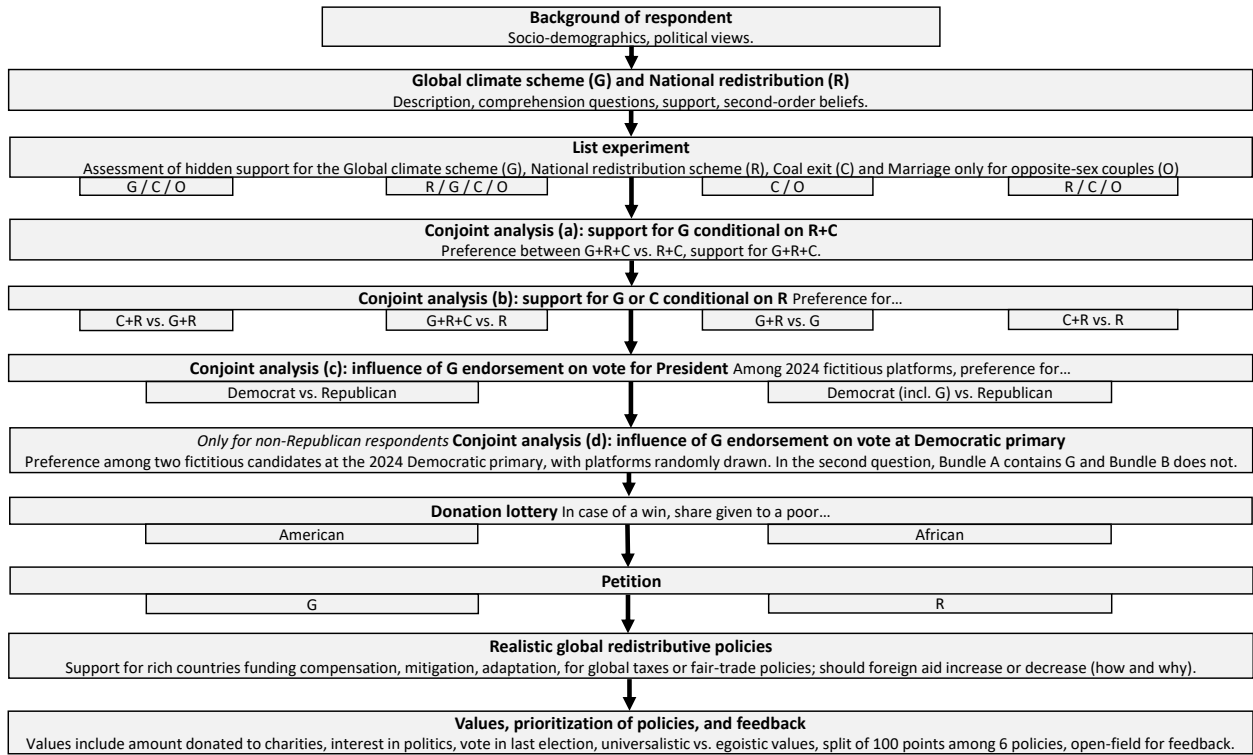 Background of respondent
Socio-demographics, political views.
Global climate scheme (G) and National redistribution (R)
Description, comprehension questions, support, second-order beliefs.
List experiment
Assessment of hidden support for the Global climate scheme (G), National redistribution scheme (R), Coal exit (C) and Marriage only for opposite-sex couples (O)
G / C / O
R / G / C / O
C / O
R / C / O
Conjoint analysis (a): support for G conditional on R+C
Preference between G+R+C vs. R+C, support for G+R+C.
Conjoint analysis (b): support for G or C conditional on R Preference for…
C+R vs. G+R
G+R+C vs. R
G+R vs. G
C+R vs. R
Conjoint analysis (c): influence of G endorsement on vote for President Among 2024 fictitious platforms, preference for…
Democrat vs. Republican
Democrat (incl. G) vs. Republican
Only for non-Republican respondents Conjoint analysis (d): influence of G endorsement on vote at Democratic primary
Preference among two fictitious candidates at the 2024 Democratic primary, with platforms randomly drawn. In the second question, Bundle A contains G and Bundle B does not.
Donation lottery In case of a win, share given to a poor…
American
African
Petition
G
R
Realistic global redistributive policies
Support for rich countries funding compensation, mitigation, adaptation, for global taxes or fair-trade policies; should foreign aid increase or decrease (how and why).
Values, prioritization of policies, and feedback
Values include amount donated to charities, interest in politics, vote in last election, universalistic vs. egoistic values, split of 100 points among 6 policies, open-field for feedback.